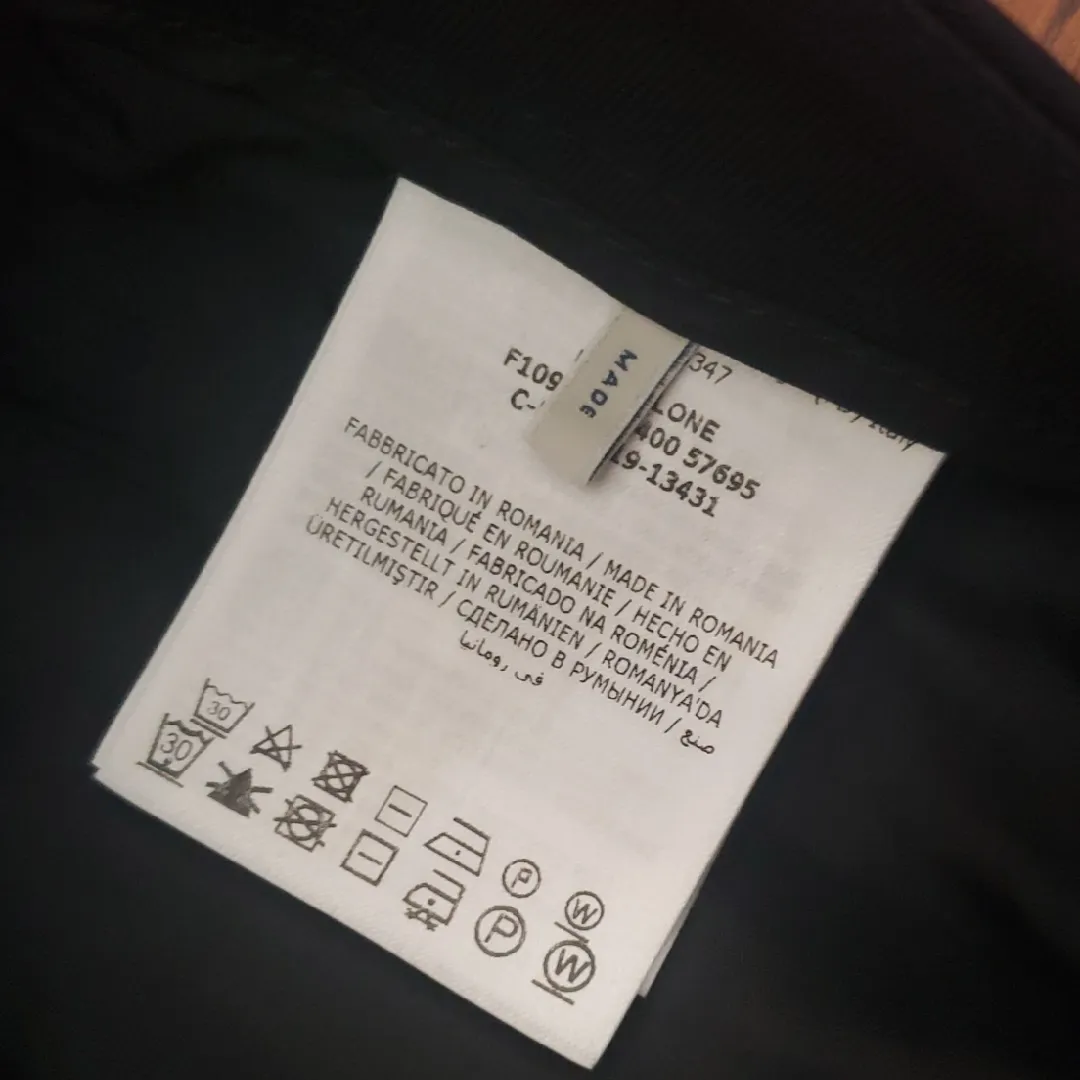 347
F109 LONE
C- 400 57695
19-13431
MADE
Italy
FABBRICATO IN ROMANIA / MADE IN ROMANIA
/ FABRIQUÉ EN ROUMANIE / HECHO EN
RUMANIA / FABRICADO NA ROMÉNIA /
HERGESTELLT IN RUMÄNIEN / ROMANYA'DA
ÜRETILMIŞTIR / СДЕЛАНО В РУМЫНИИ / صنع
في رومانيا
30
P
W
30
P
W